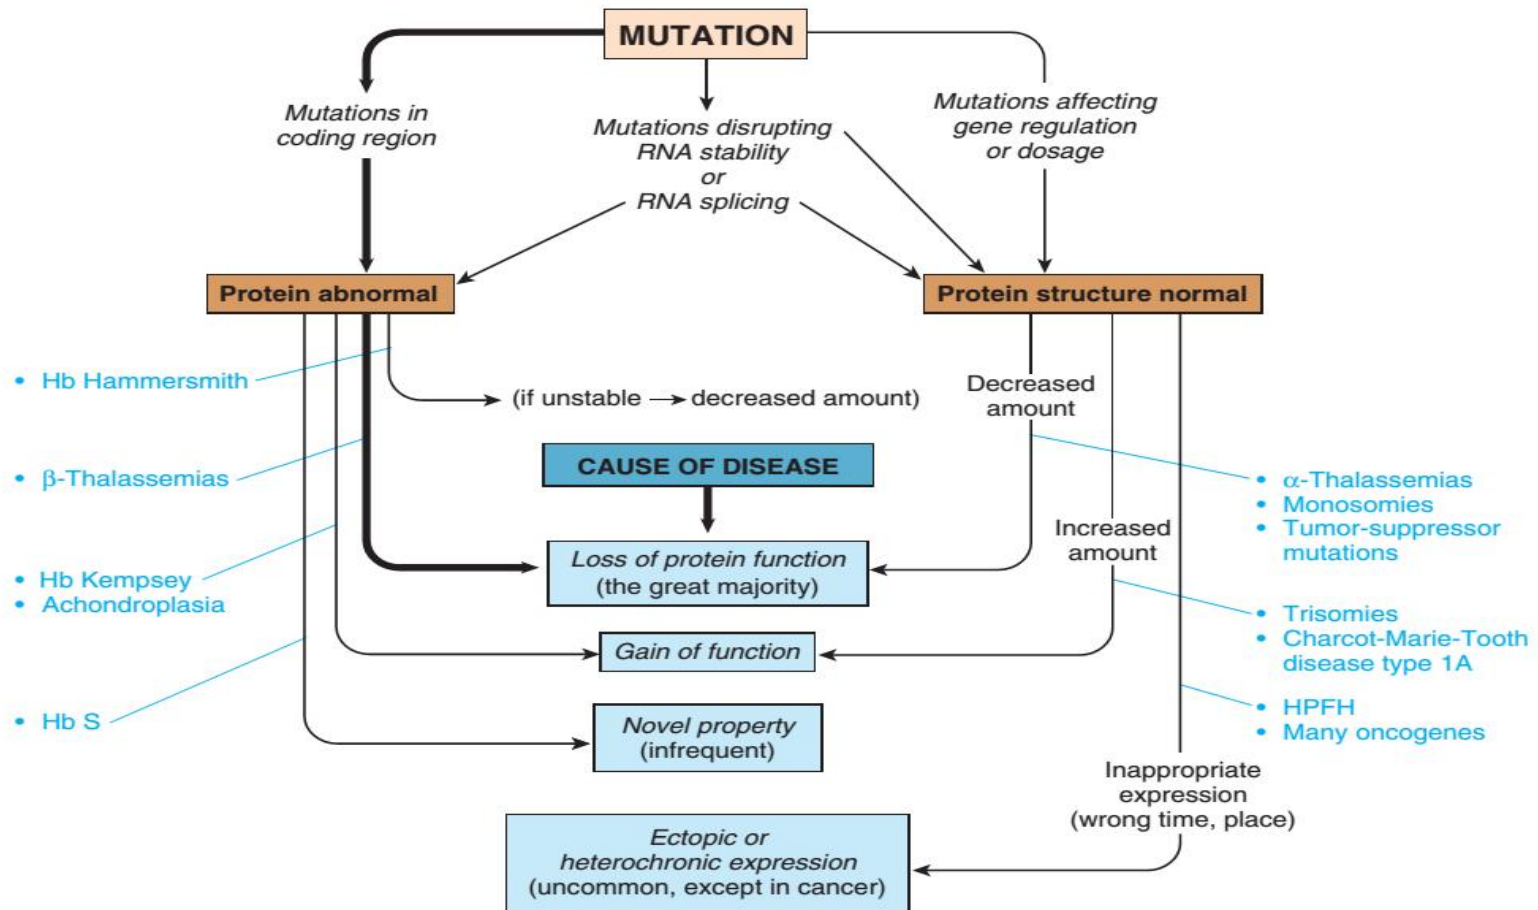 MUTATION
Mutations in
coding region
Mutations disrupting
RNA stability
or
RNA splicing
Mutations affecting
gene regulation
or dosage
Protein abnormal
Protein structure normal
• Hb Hammersmith
(if unstable → decreased amount)
Decreased
amount
• β-Thalassemias
CAUSE OF DISEASE
• α-Thalassemias
• Monosomies
• Tumor-suppressor
mutations
Increased
amount
• Hb Kempsey
• Achondroplasia
Loss of protein function
(the great majority)
• Trisomies
• Charcot-Marie-Tooth
disease type 1A
Gain of function
• Hb S
Novel property
(infrequent)
• HPFH
• Many oncogenes
Inappropriate
expression
(wrong time, place)
Ectopic or
heterochronic expression
(uncommon, except in cancer)